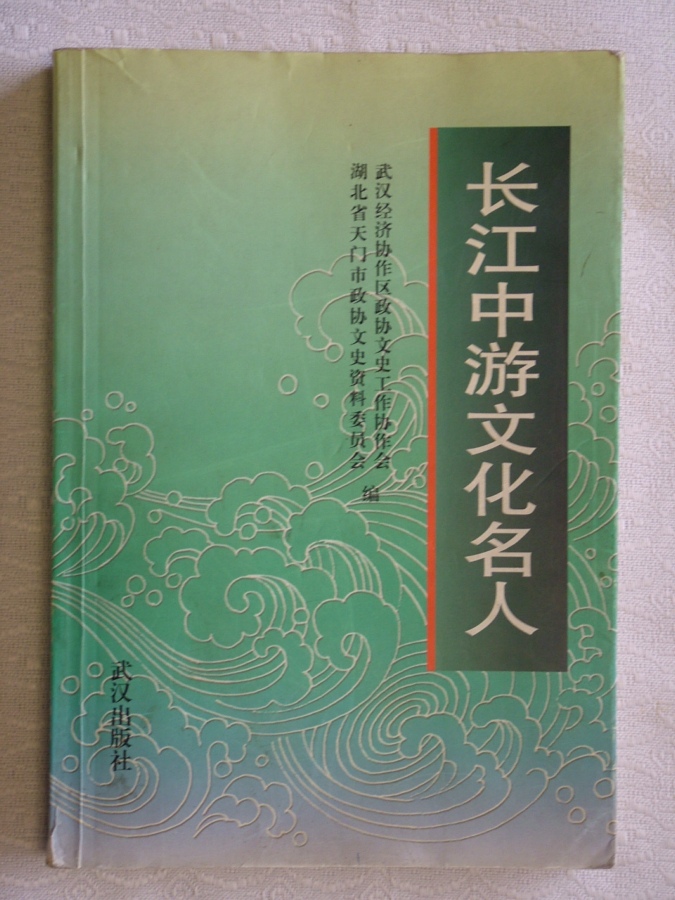 长江中游文化名人
武汉经济协作区政协文史工作协作会
湖北省天门市政协文史资料委员会
编
武汉出版社